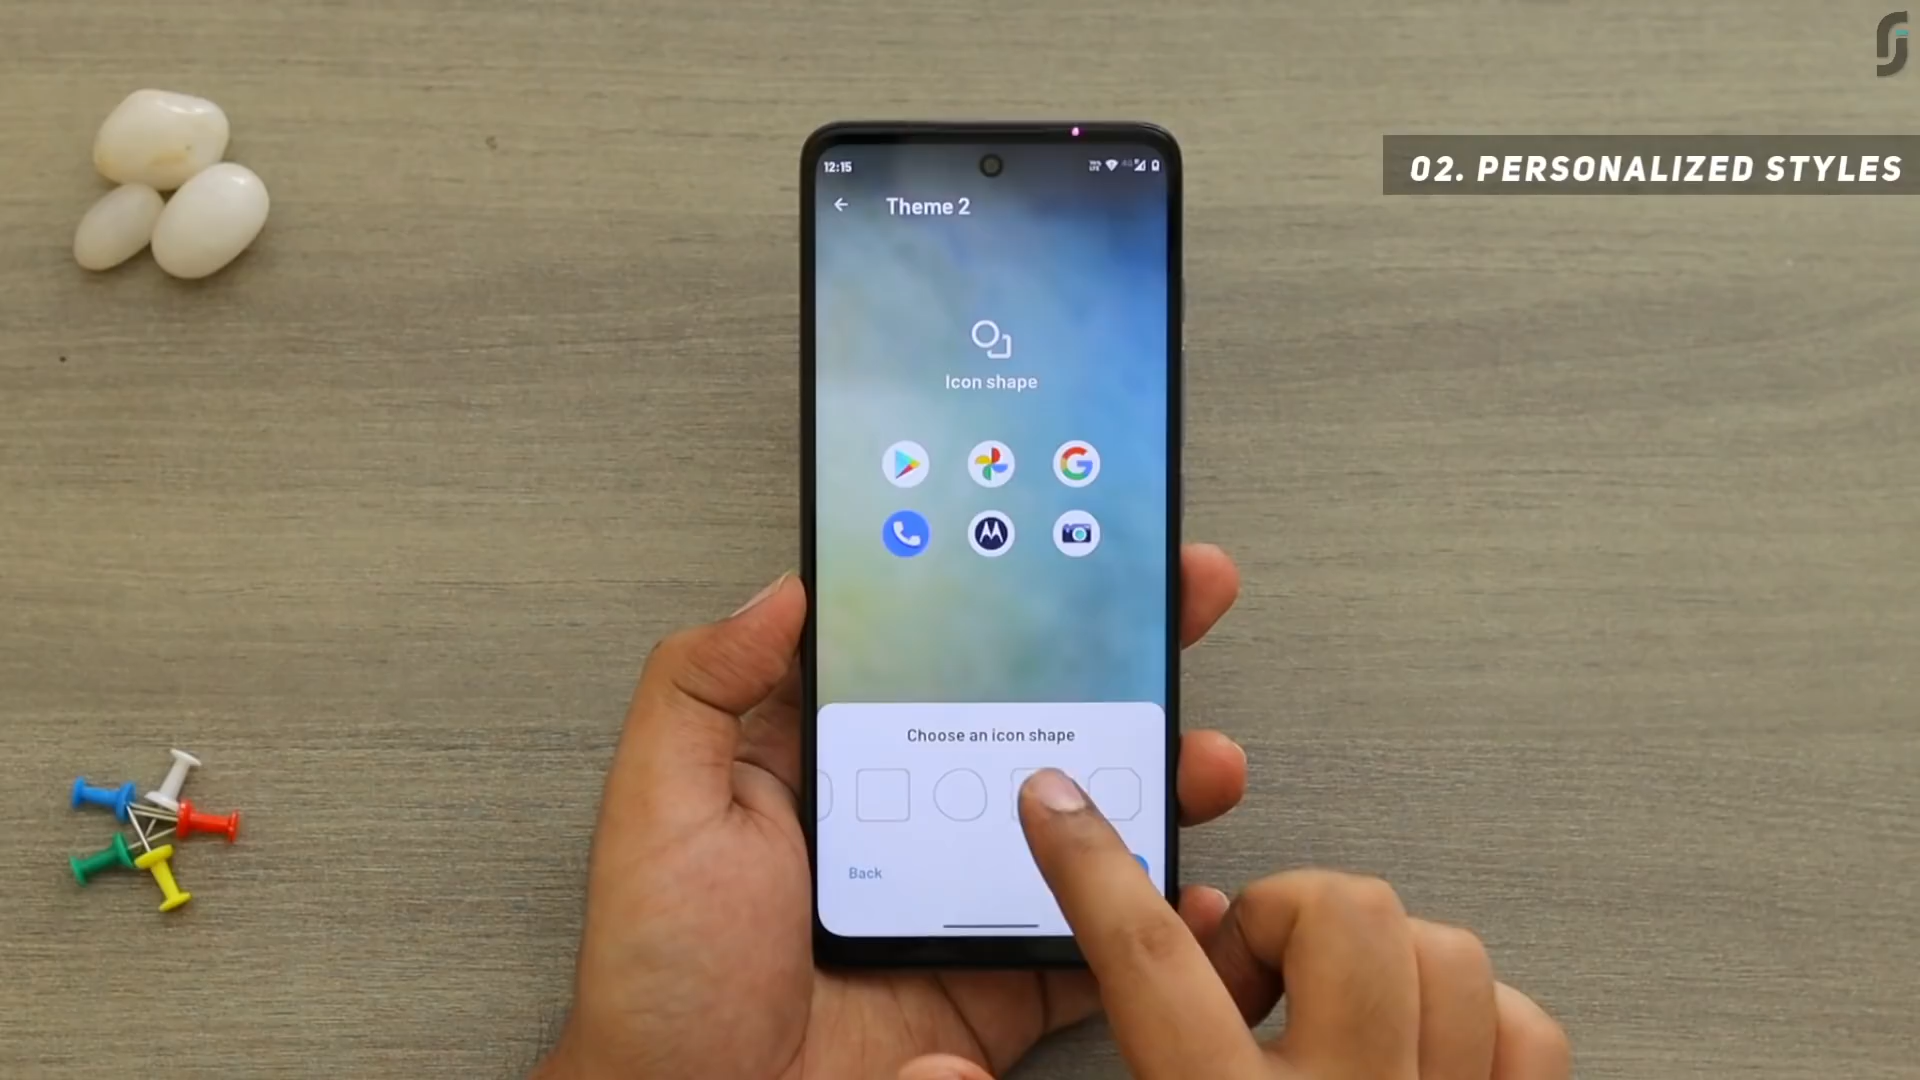 02. PERSONALIZED STYLES
12:15
Theme 2
Icon shape
Choose an icon shape
Back